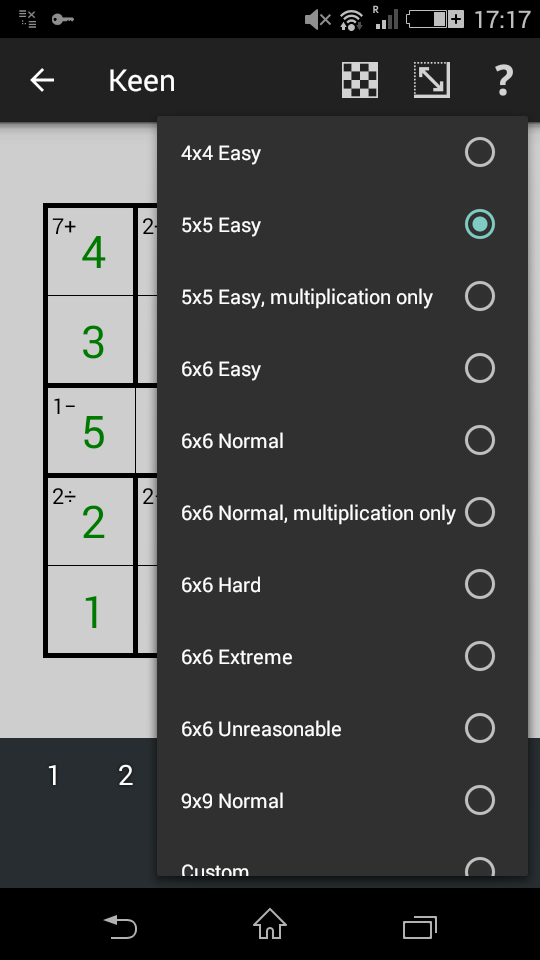 R
17:17
Keen
?
4x4 Easy
5x5 Easy
5x5 Easy, multiplication only
6x6 Easy
6x6 Normal
6x6 Normal, multiplication only
6x6 Hard
6x6 Extreme
6x6 Unreasonable
9x9 Normal
Custom
7+
4
2
3
1−
5
2÷
2
2
1
1 2